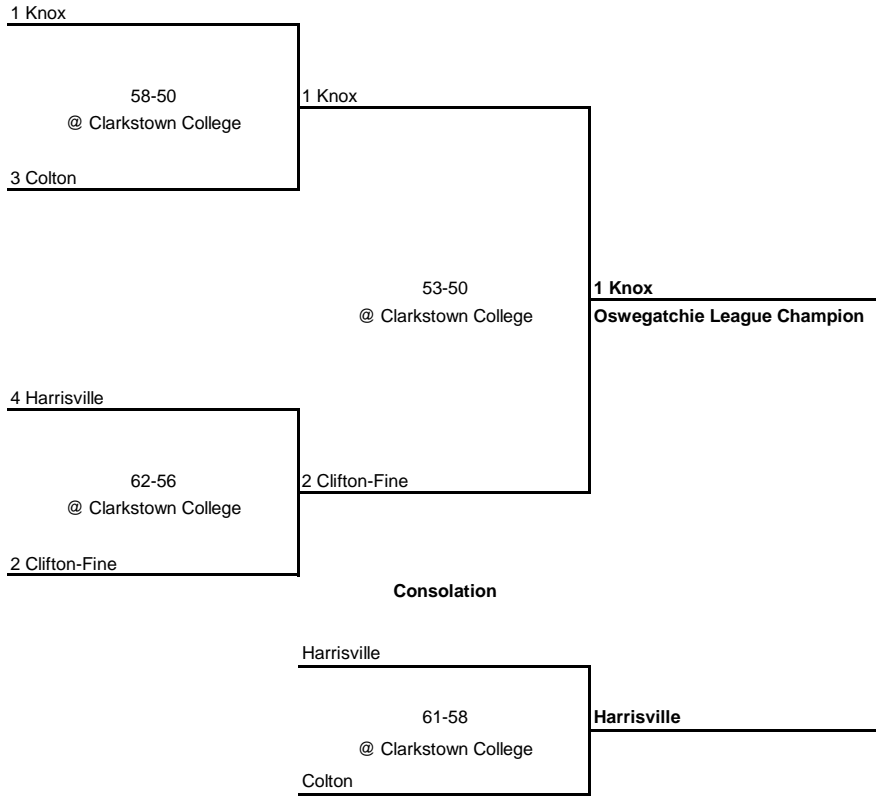 1 Knox
58-50
@ Clarkstown College
1 Knox
3 Colton
53-50
@ Clarkstown College
1 Knox
Oswegatchie League Champion
4 Harrisville
62-56
@ Clarkstown College
2 Clifton-Fine
2 Clifton-Fine
Consolation
Harrisville
61-58
@ Clarkstown College
Harrisville
Colton